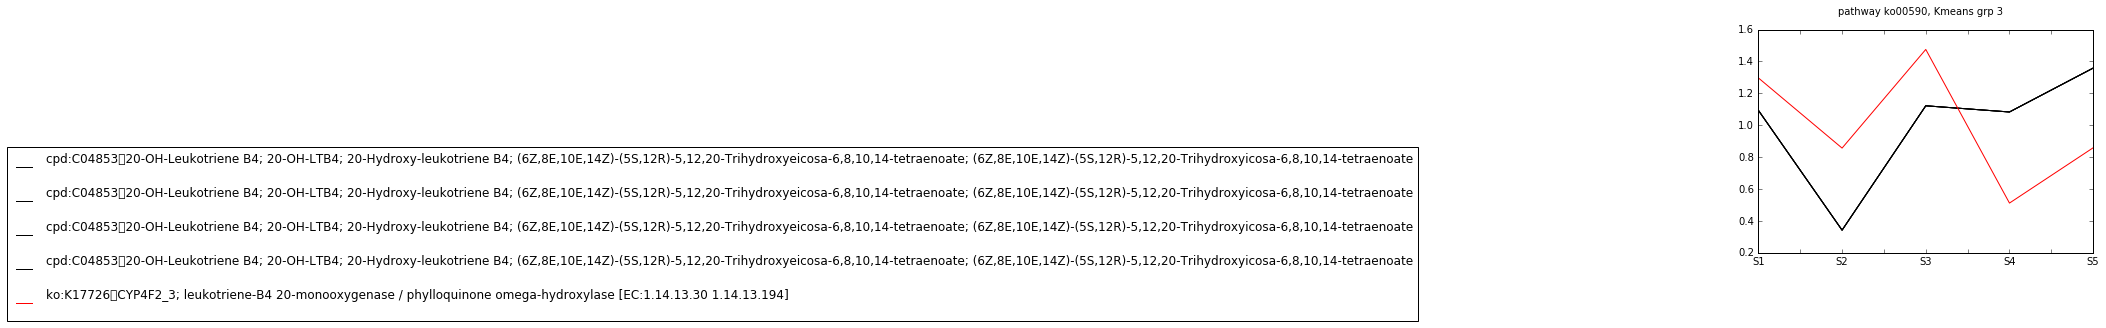 pathway ko00590, Kmeans grp 3
1.6
1.4
1.2
1.0
0.8
0.6
0.4
0.2
S1 S2 S3 S4 S5
cpd:C04853▯20-OH-Leukotriene B4; 20-OH-LTB4; 20-Hydroxy-leukotriene B4; (6Z,8E,10E,14Z)-(5S,12R)-5,12,20-Trihydroxyeicosa-6,8,10,14-tetraenoate; (6Z,8E,10E,14Z)-(5S,12R)-5,12,20-Trihydroxyicosa-6,8,10,14-tetraenoate
cpd:C04853▯20-OH-Leukotriene B4; 20-OH-LTB4; 20-Hydroxy-leukotriene B4; (6Z,8E,10E,14Z)-(5S,12R)-5,12,20-Trihydroxyeicosa-6,8,10,14-tetraenoate; (6Z,8E,10E,14Z)-(5S,12R)-5,12,20-Trihydroxyicosa-6,8,10,14-tetraenoate
cpd:C04853▯20-OH-Leukotriene B4; 20-OH-LTB4; 20-Hydroxy-leukotriene B4; (6Z,8E,10E,14Z)-(5S,12R)-5,12,20-Trihydroxyeicosa-6,8,10,14-tetraenoate; (6Z,8E,10E,14Z)-(5S,12R)-5,12,20-Trihydroxyicosa-6,8,10,14-tetraenoate
cpd:C04853▯20-OH-Leukotriene B4; 20-OH-LTB4; 20-Hydroxy-leukotriene B4; (6Z,8E,10E,14Z)-(5S,12R)-5,12,20-Trihydroxyeicosa-6,8,10,14-tetraenoate; (6Z,8E,10E,14Z)-(5S,12R)-5,12,20-Trihydroxyicosa-6,8,10,14-tetraenoate
ko:K17726▯CYP4F2_3; leukotriene-B4 20-monooxygenase / phylloquinone omega-hydroxylase [EC:1.14.13.30 1.14.13.194]